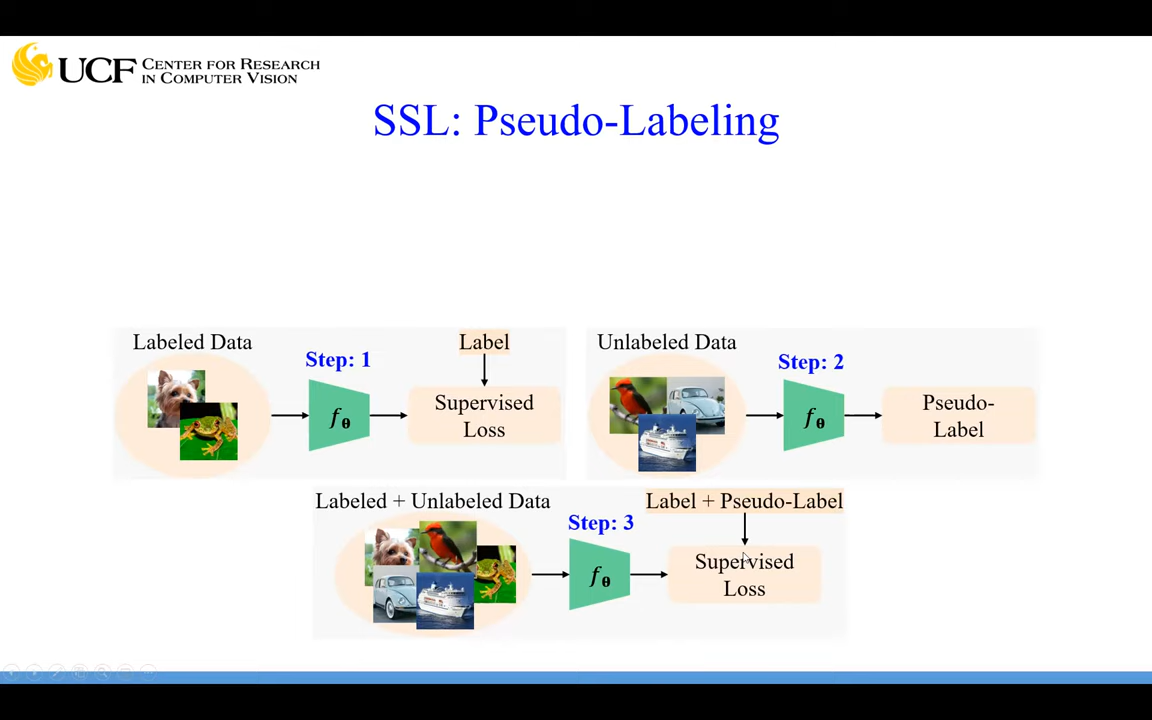 UCF CENTER FOR RESEARCH
IN COMPUTER VISION
SSL: Pseudo-Labeling
Labeled Data
Step: 1
Label
fθ
Supervised
Loss
Unlabeled Data
Step: 2
fθ
Pseudo-
Label
Labeled + Unlabeled Data
Step: 3
Label + Pseudo-Label
fθ
Supervised
Loss